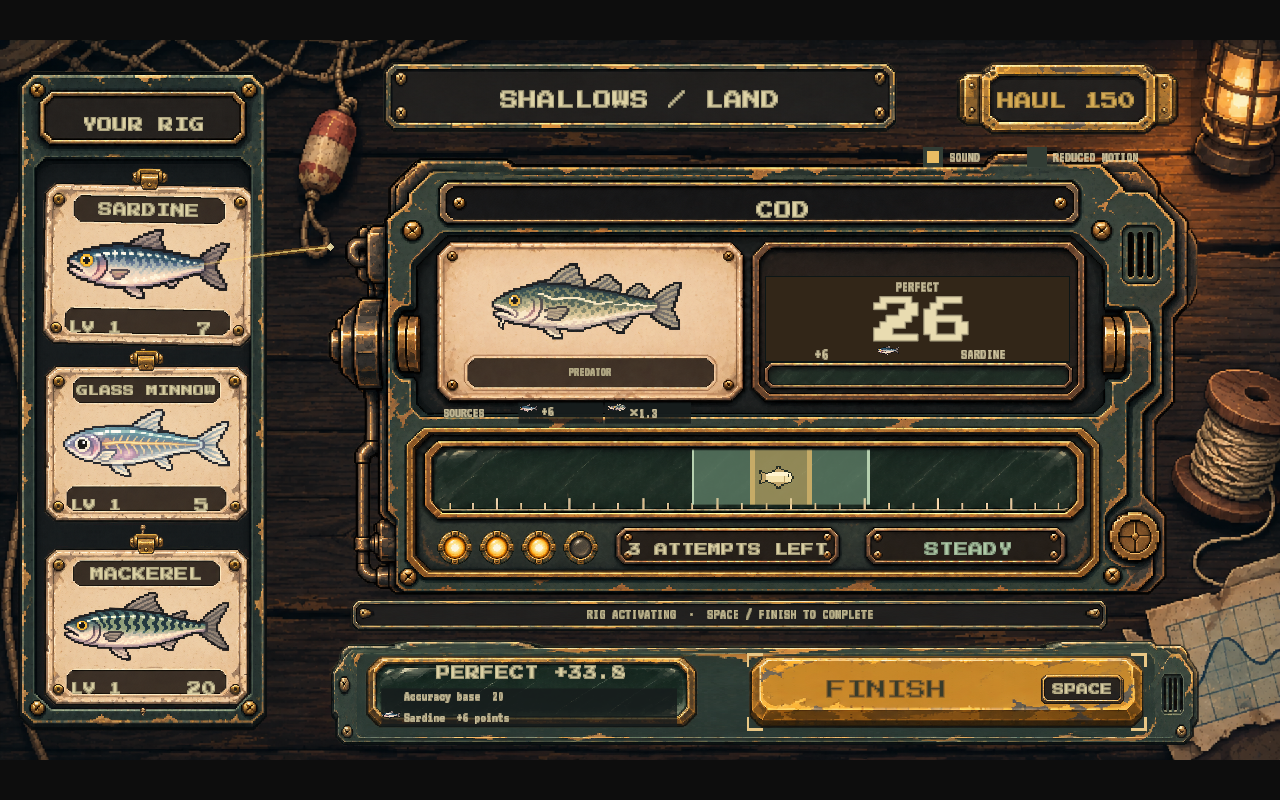 YOUR RIG
SARDINE
LV 1 7
GLASS MINNOW
LV 1 5
MACKEREL
LV 1 20
SHALLOWS / LAND
HAUL 150
SOUND
REDUCED MOTION
COD
PREDATOR
PERFECT
26
+6 SARDINE
SOURCES +6 ×1.3
3 ATTEMPTS LEFT
STEADY
RIG ACTIVATING · SPACE / FINISH TO COMPLETE
PERFECT +33.8
Accuracy base 20
Sardine +6 points
FINISH
SPACE